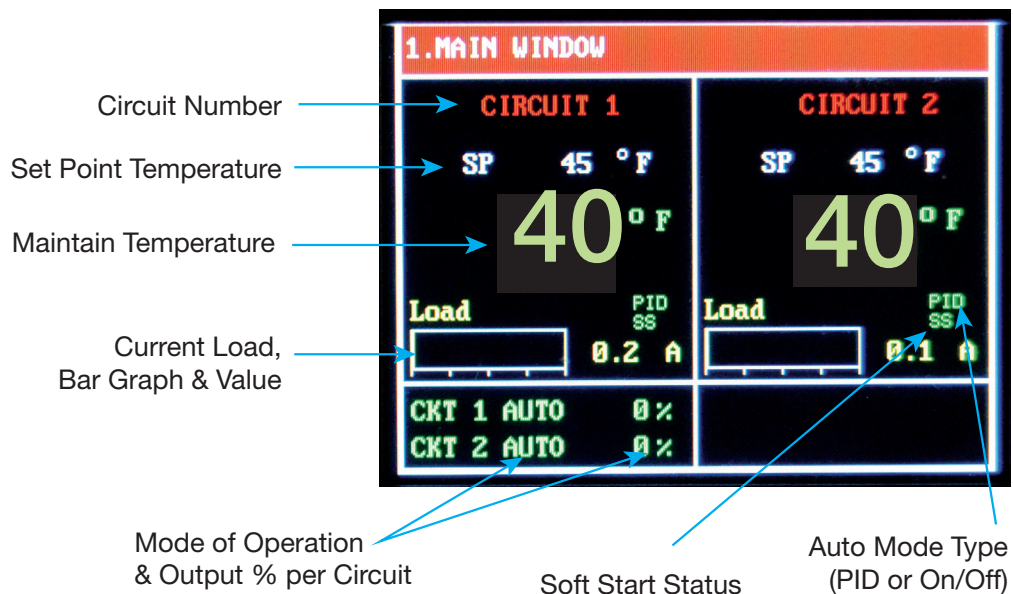 1.MAIN WINDOW
Circuit Number
CIRCUIT 1
CIRCUIT 2
Set Point Temperature
SP 45 °F
SP 45 °F
Maintain Temperature
40 °F
40 °F
Load
PID
SS
Load
PID
SS
Current Load,
Bar Graph & Value
0.2 A
0.1 A
CKT 1 AUTO 0%
CKT 2 AUTO 0%
Mode of Operation
& Output % per Circuit
Soft Start Status
Auto Mode Type
(PID or On/Off)